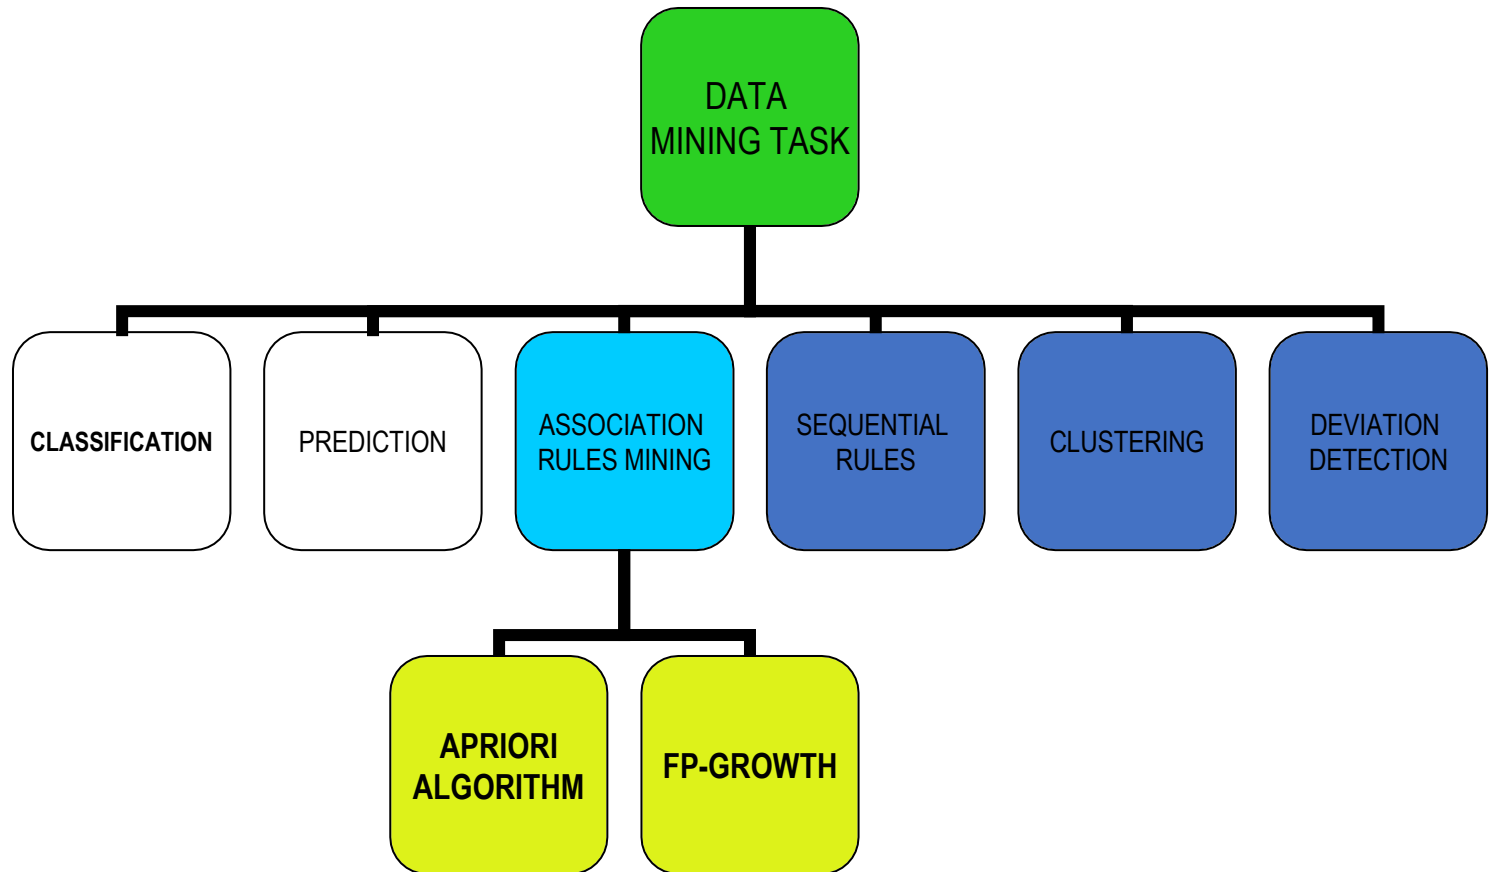 DATA
MINING TASK
CLASSIFICATION
PREDICTION
ASSOCIATION
RULES MINING
SEQUENTIAL
RULES
CLUSTERING
DEVIATION
DETECTION
APRIORI
ALGORITHM
FP-GROWTH